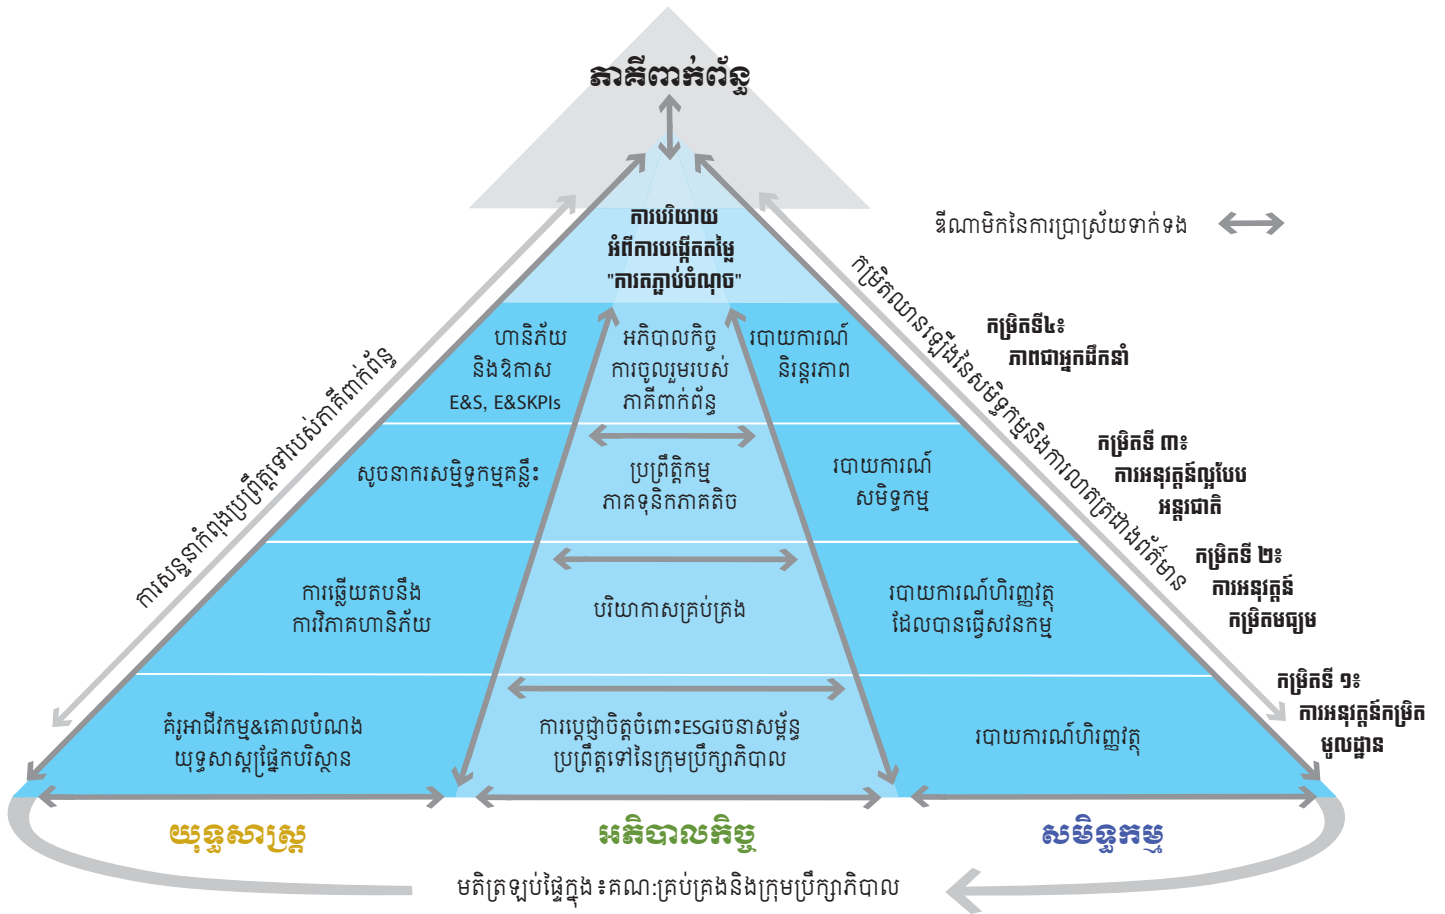 ភាគីពាក់ព័ន្ធ
ការបរិយាយ
អំពីការបង្កើតតម្លៃ
"ការតភ្ជាប់ចំណុច"
ឌីណាមិកនៃការប្រាស្រ័យទាក់ទង
ការសន្ទនាកំពុងប្រព្រឹត្តទៅរបស់ភាគីពាក់ព័ន្ធ
កម្រិតឈានឡើងនៃសមិទ្ធកម្មនិងការលាតត្រដាងព័ត៌មាន
ហានិភ័យ
និងឱកាស
E&S, E&SKPIs
អភិបាលកិច្ច
ការចូលរួមរបស់
ភាគីពាក់ព័ន្ធ
របាយការណ៍
និរន្តរភាព
កម្រិតទី៤៖
ភាពជាអ្នកដឹកនាំ
សូចនាករសម្មិទ្ធកម្មគន្លឹះ
ប្រព្រឹត្តិកម្ម
ភាគទុនិកភាគតិច
របាយការណ៍
សមិទ្ធកម្ម
កម្រិតទី ៣៖
ការអនុវត្តន៍ល្អបែប
អន្តរជាតិ
ការឆ្លើយតបនឹង
ការវិភាគហានិភ័យ
បរិយាកាសគ្រប់គ្រង
របាយការណ៍ហិរញ្ញវត្ថុ
ដែលបានធ្វើសវនកម្ម
កម្រិតទី ២៖
ការអនុវត្តន៍
កម្រិតមធ្យម
គំរូអាជីវកម្ម&គោលបំណង
យុទ្ធសាស្តផ្នែកបរិស្ថាន
ការប្តេជ្ញាចិត្តចំពោះESGរចនាសម្ព័ន្ធ
ប្រព្រឹត្តទៅនៃក្រុមប្រឹក្សាភិបាល
របាយការណ៍ហិរញ្ញវត្ថុ
កម្រិតទី ១៖
ការអនុវត្តន៍កម្រិត
មូលដ្ឋាន
យុទ្ធសាស្ត្រ
អភិបាលកិច្ច
សមិទ្ធកម្ម
មតិត្រឡប់ផ្ទៃក្នុង៖គណ:គ្រប់គ្រងនិងក្រុមប្រឹក្សាភិបាល